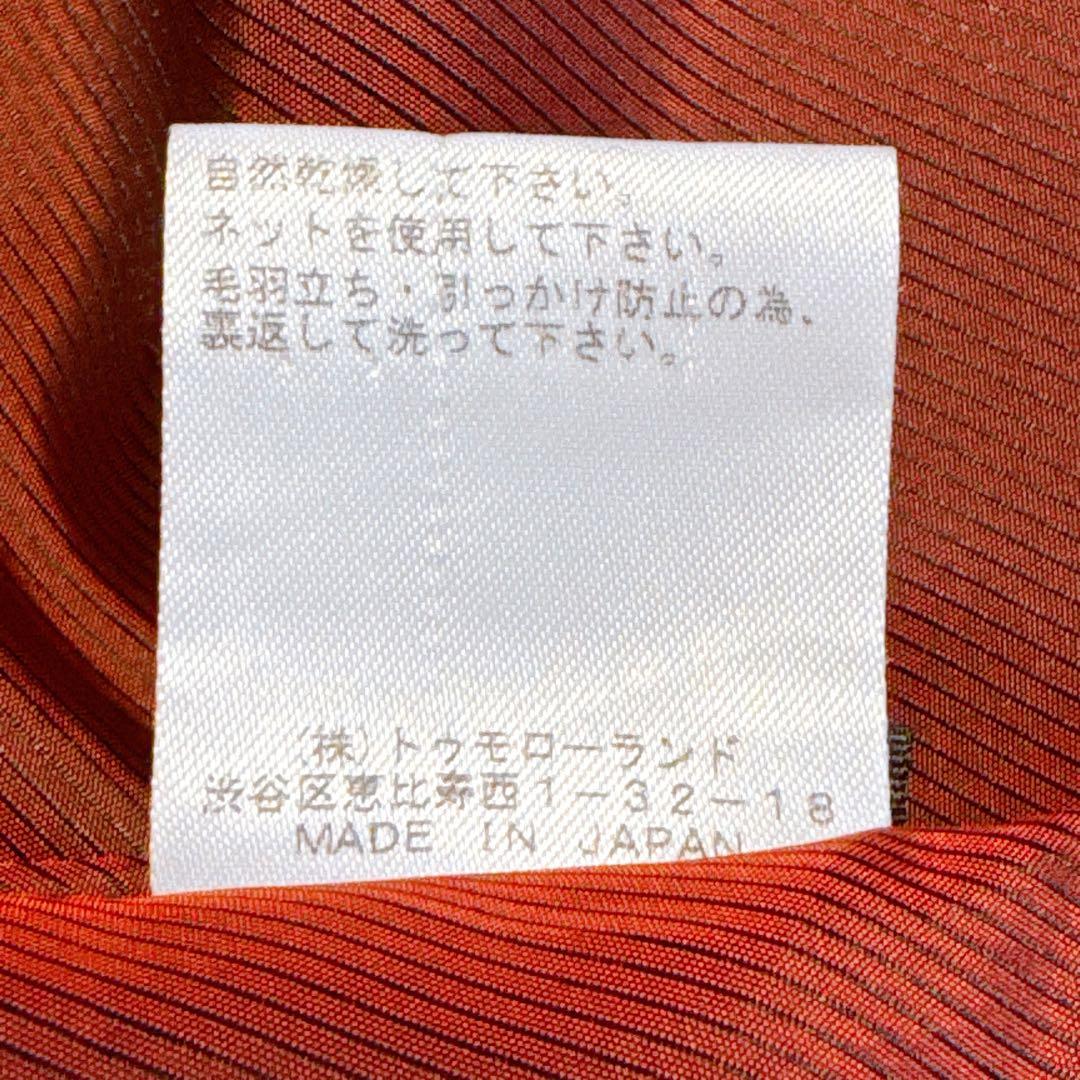 自然乾燥して下さい。
ネットを使用して下さい。
毛羽立ち・引っかけ防止の為、
裏返して洗って下さい。
(株)トゥモローランド
渋谷区恵比寿西1-32-18
MADE IN JAPAN